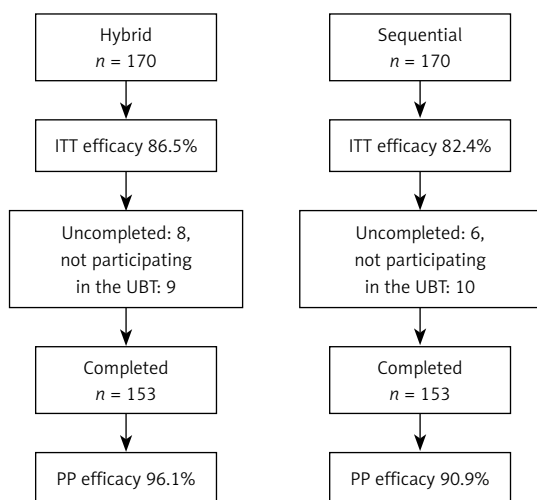 Hybrid
n = 170
ITT efficacy 86.5%
Uncompleted: 8,
not participating
in the UBT: 9
Completed
n = 153
PP efficacy 96.1%
Sequential
n = 170
ITT efficacy 82.4%
Uncompleted: 6,
not participating
in the UBT: 10
Completed
n = 153
PP efficacy 90.9%